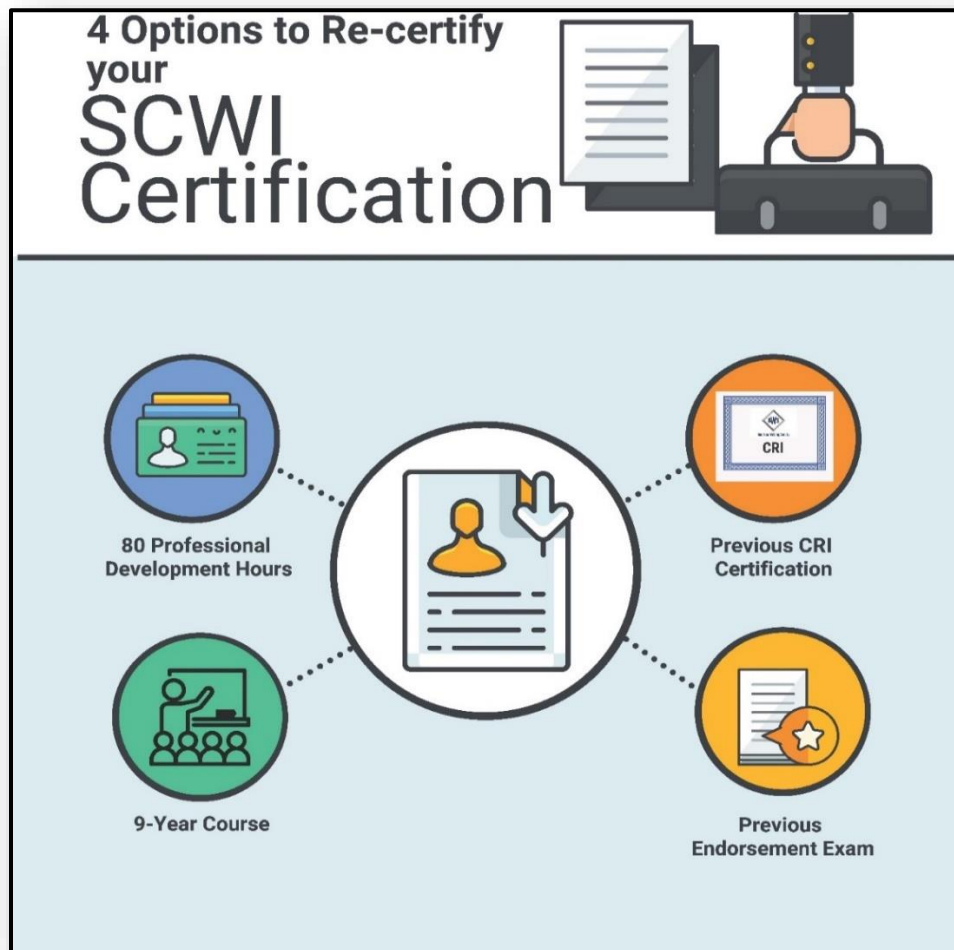 4 Options to Re-certify
your
SCWI
Certification
80 Professional
Development Hours
CRI
Previous CRI
Certification
9-Year Course
Previous
Endorsement Exam